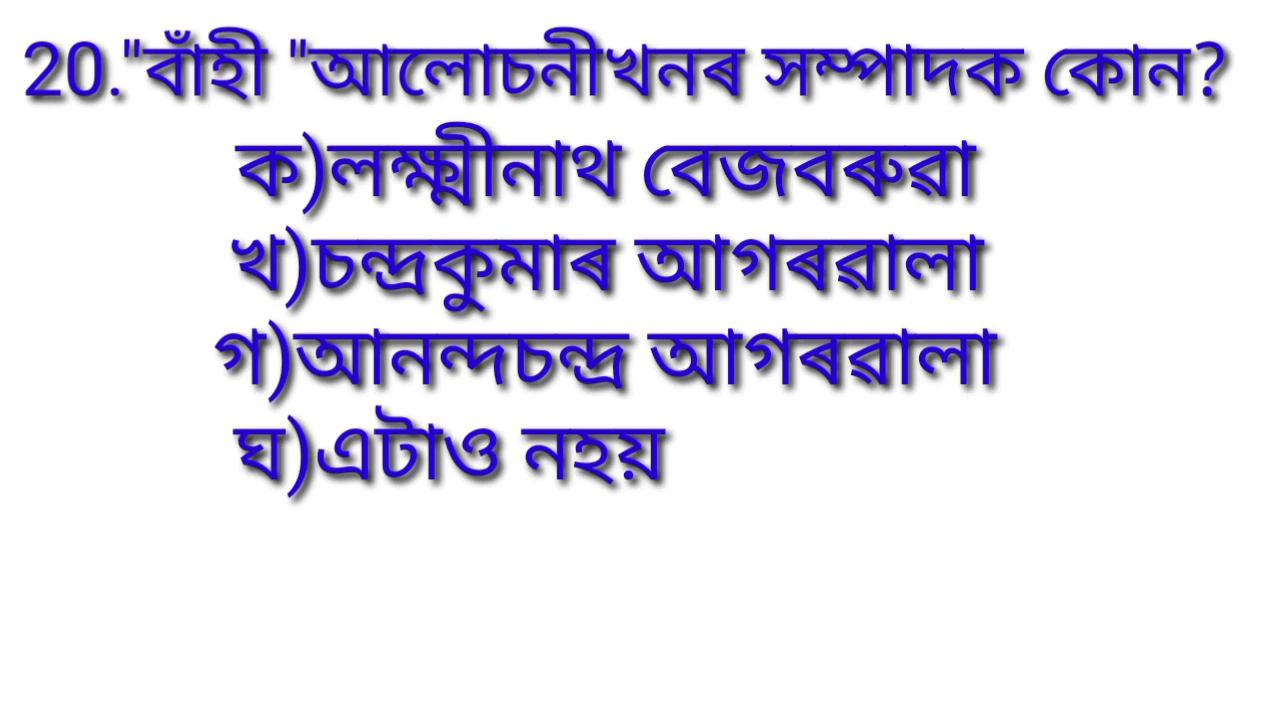 20."বাঁহী "আলোচনীখনৰ সম্পাদক কোন?
ক)লক্ষ্মীনাথ বেজবৰুৱা
খ)চন্দ্ৰকুমাৰ আগৰৱালা
গ)আনন্দচন্দ্ৰ আগৰৱালা
ঘ)এটাও নহয়